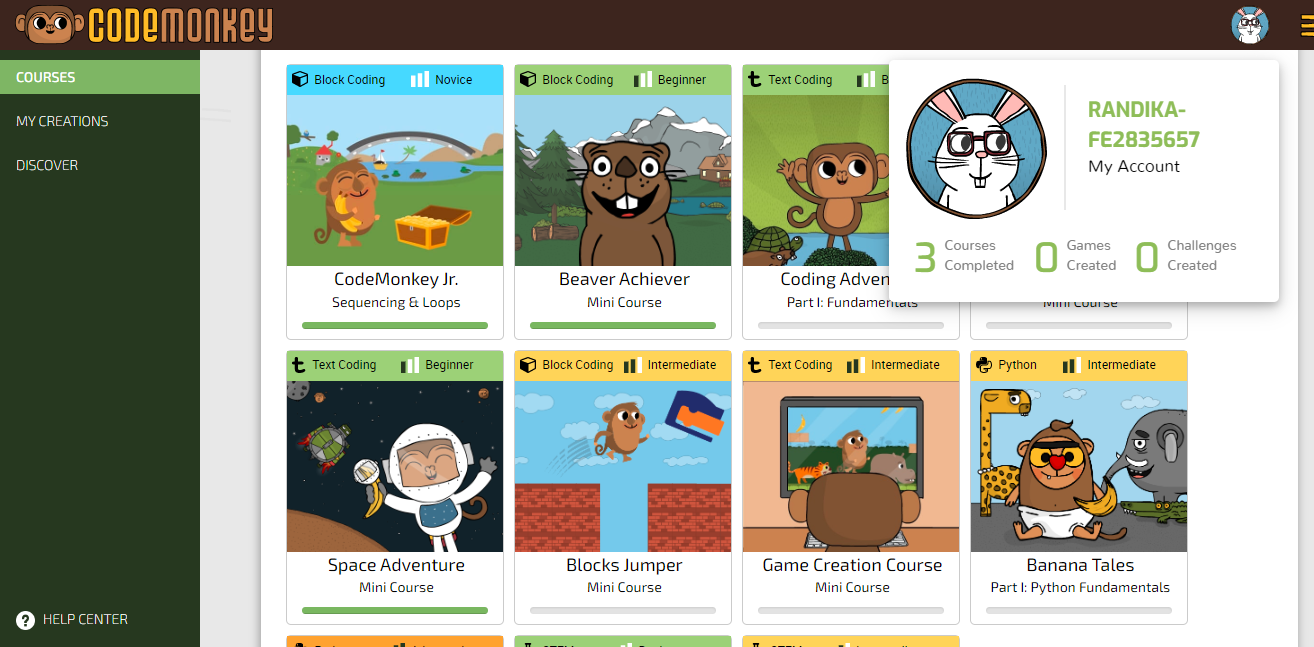 CODEMONKEY
COURSES
MY CREATIONS
DISCOVER
HELP CENTER
Block Coding Novice
CodeMonkey Jr.
Sequencing & Loops
Block Coding Beginner
Beaver Achiever
Mini Course
Text Coding B
Coding Adven
Part I: Fundamentals
Mini Course
RANDIKA-
FE2835657
My Account
3 Courses
Completed
0 Games
Created
0 Challenges
Created
Text Coding Beginner
Space Adventure
Mini Course
Block Coding Intermediate
Blocks Jumper
Mini Course
Text Coding Intermediate
Game Creation Course
Mini Course
Python Intermediate
Banana Tales
Part I: Python Fundamentals